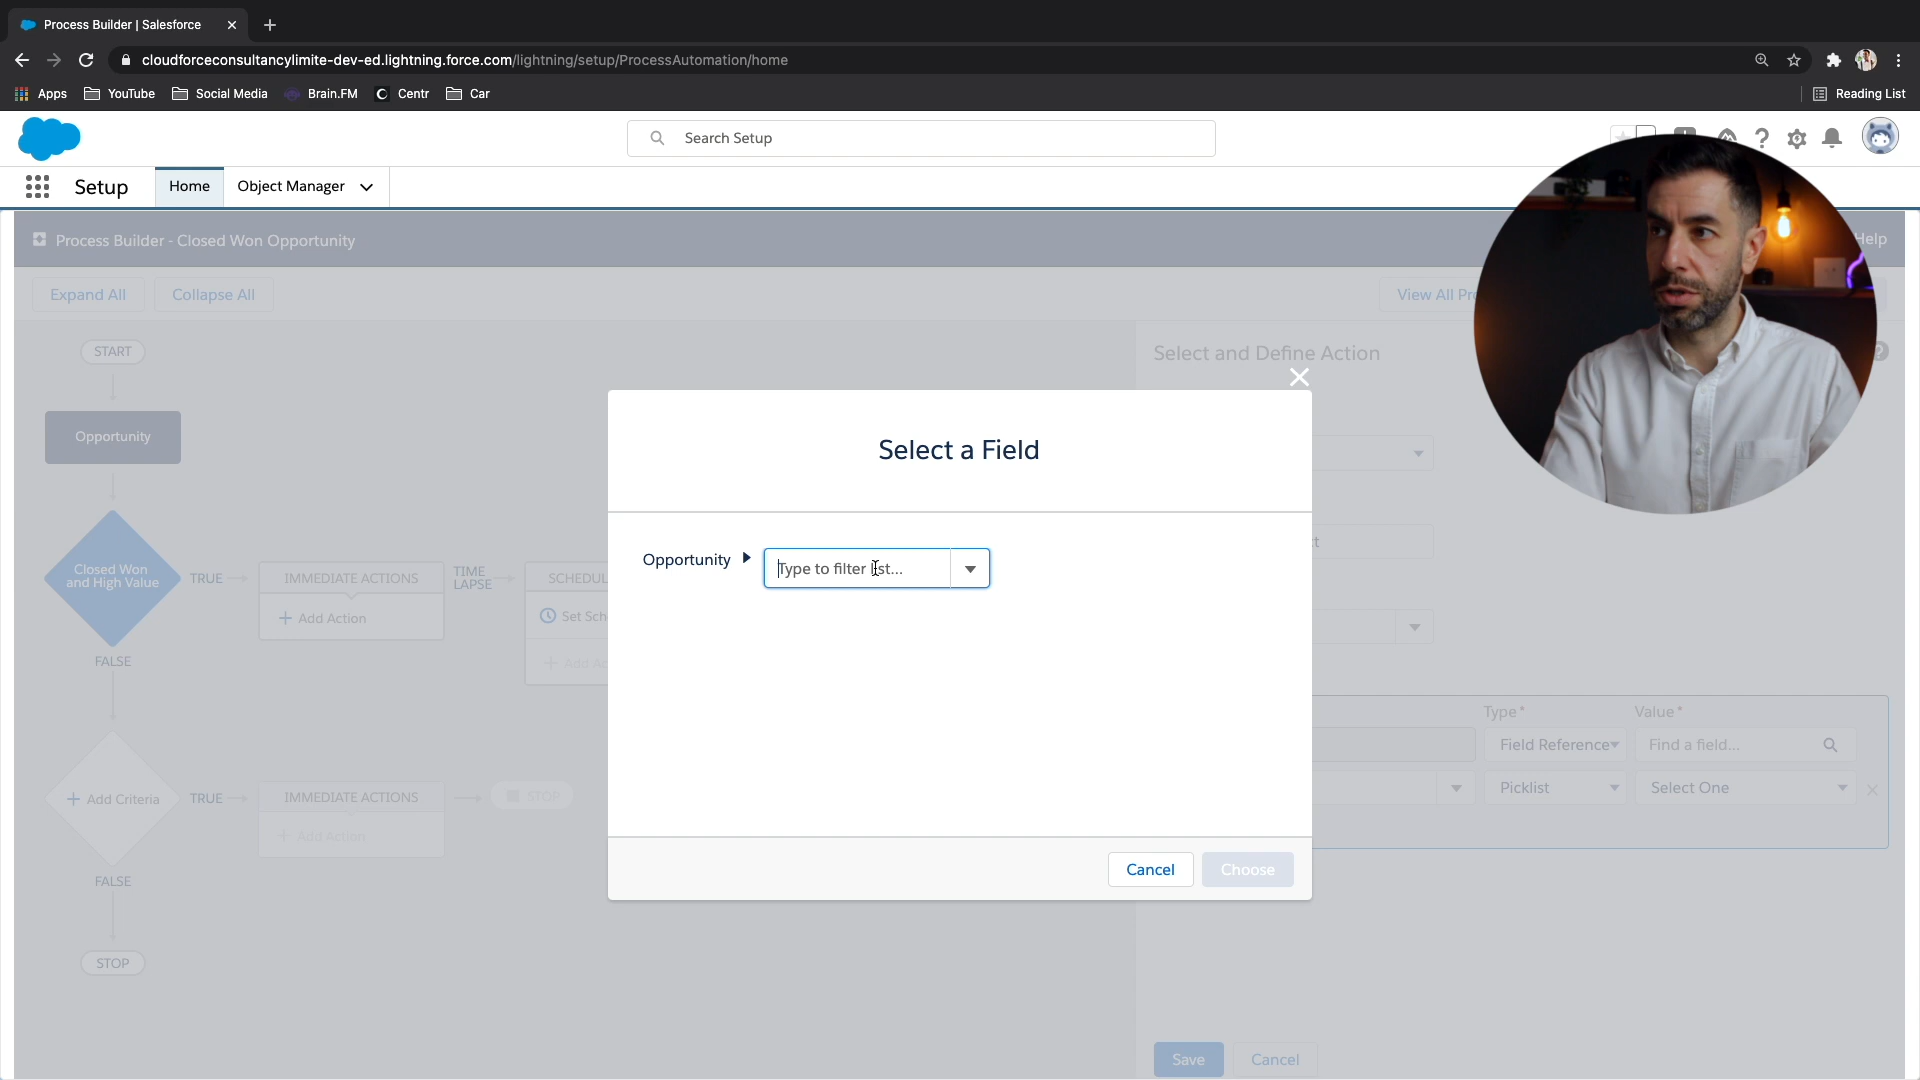 Process Builder | Salesforce
cloudforceconsultancylimite-dev-ed.lightning.force.com/lightning/setup/ProcessAutomation/home
Apps
YouTube
Social Media
Brain.FM
Centr
Car
Reading List
Search Setup
Setup
Home
Object Manager
Process Builder - Closed Won Opportunity
Help
Expand All
Collapse All
View All
START
Select and Define Action
Opportunity
Select a Field
Opportunity
Type to filter list...
Closed Won
and High Value
TRUE
IMMEDIATE ACTIONS
TIME
LAPSE
+ Add Action
FALSE
Type*
Value*
Field Reference
Find a field...
Picklist
Select One
+ Add Criteria
TRUE
IMMEDIATE ACTIONS
STOP
+ Add Action
Cancel
Choose
FALSE
STOP
Save
Cancel